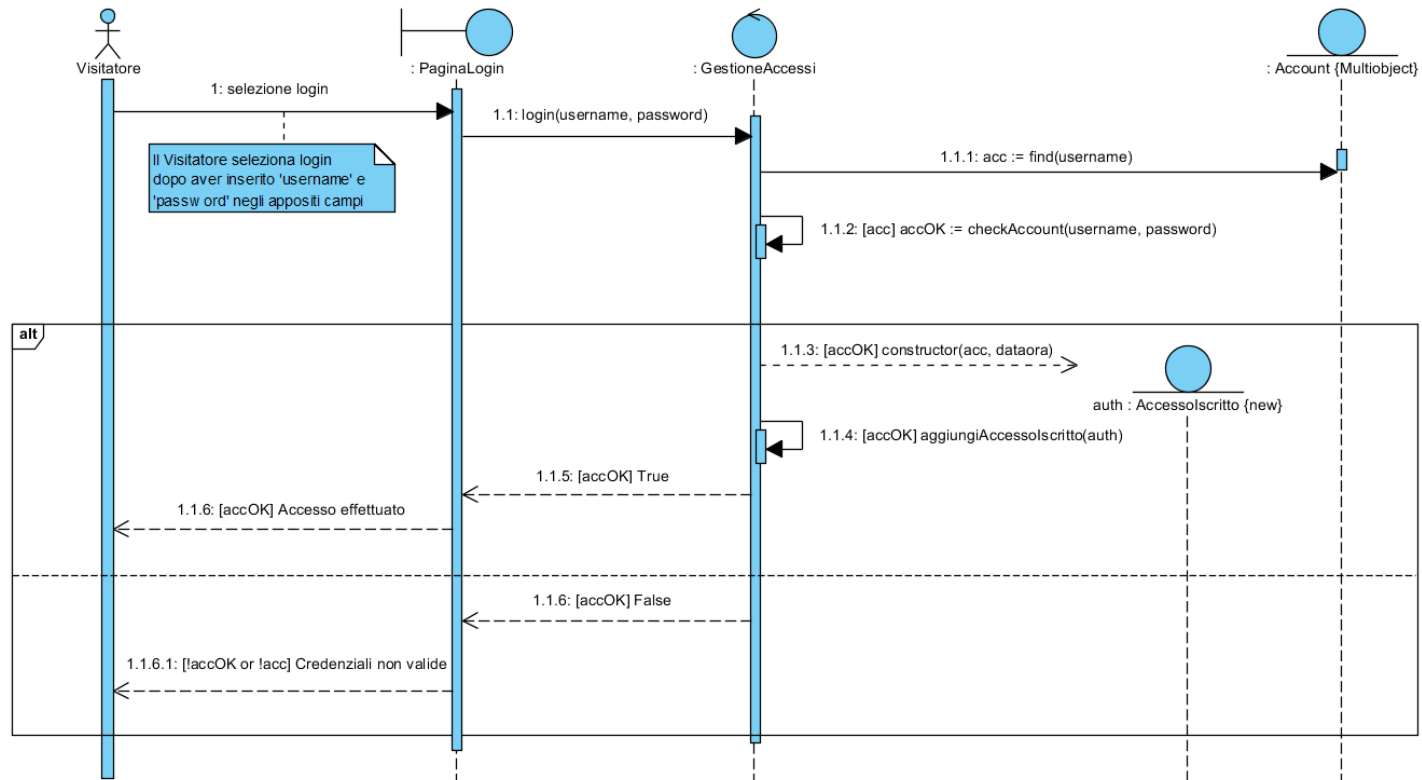 Visitatore
: PaginaLogin
: GestioneAccessi
: Account {Multiobject}
1: selezione login
1.1: login(username, password)
Il Visitatore seleziona login
dopo aver inserito 'username' e
'passw ord' negli appositi campi
1.1.1: acc := find(username)
1.1.2: [acc] accOK := checkAccount(username, password)
alt
1.1.3: [accOK] constructor(acc, dataora)
auth : AccessoIscritto {new}
1.1.4: [accOK] aggiungiAccessoIscritto(auth)
1.1.5: [accOK] True
1.1.6: [accOK] Accesso effettuato
1.1.6: [accOK] False
1.1.6.1: [!accOK or !acc] Credenziali non valide